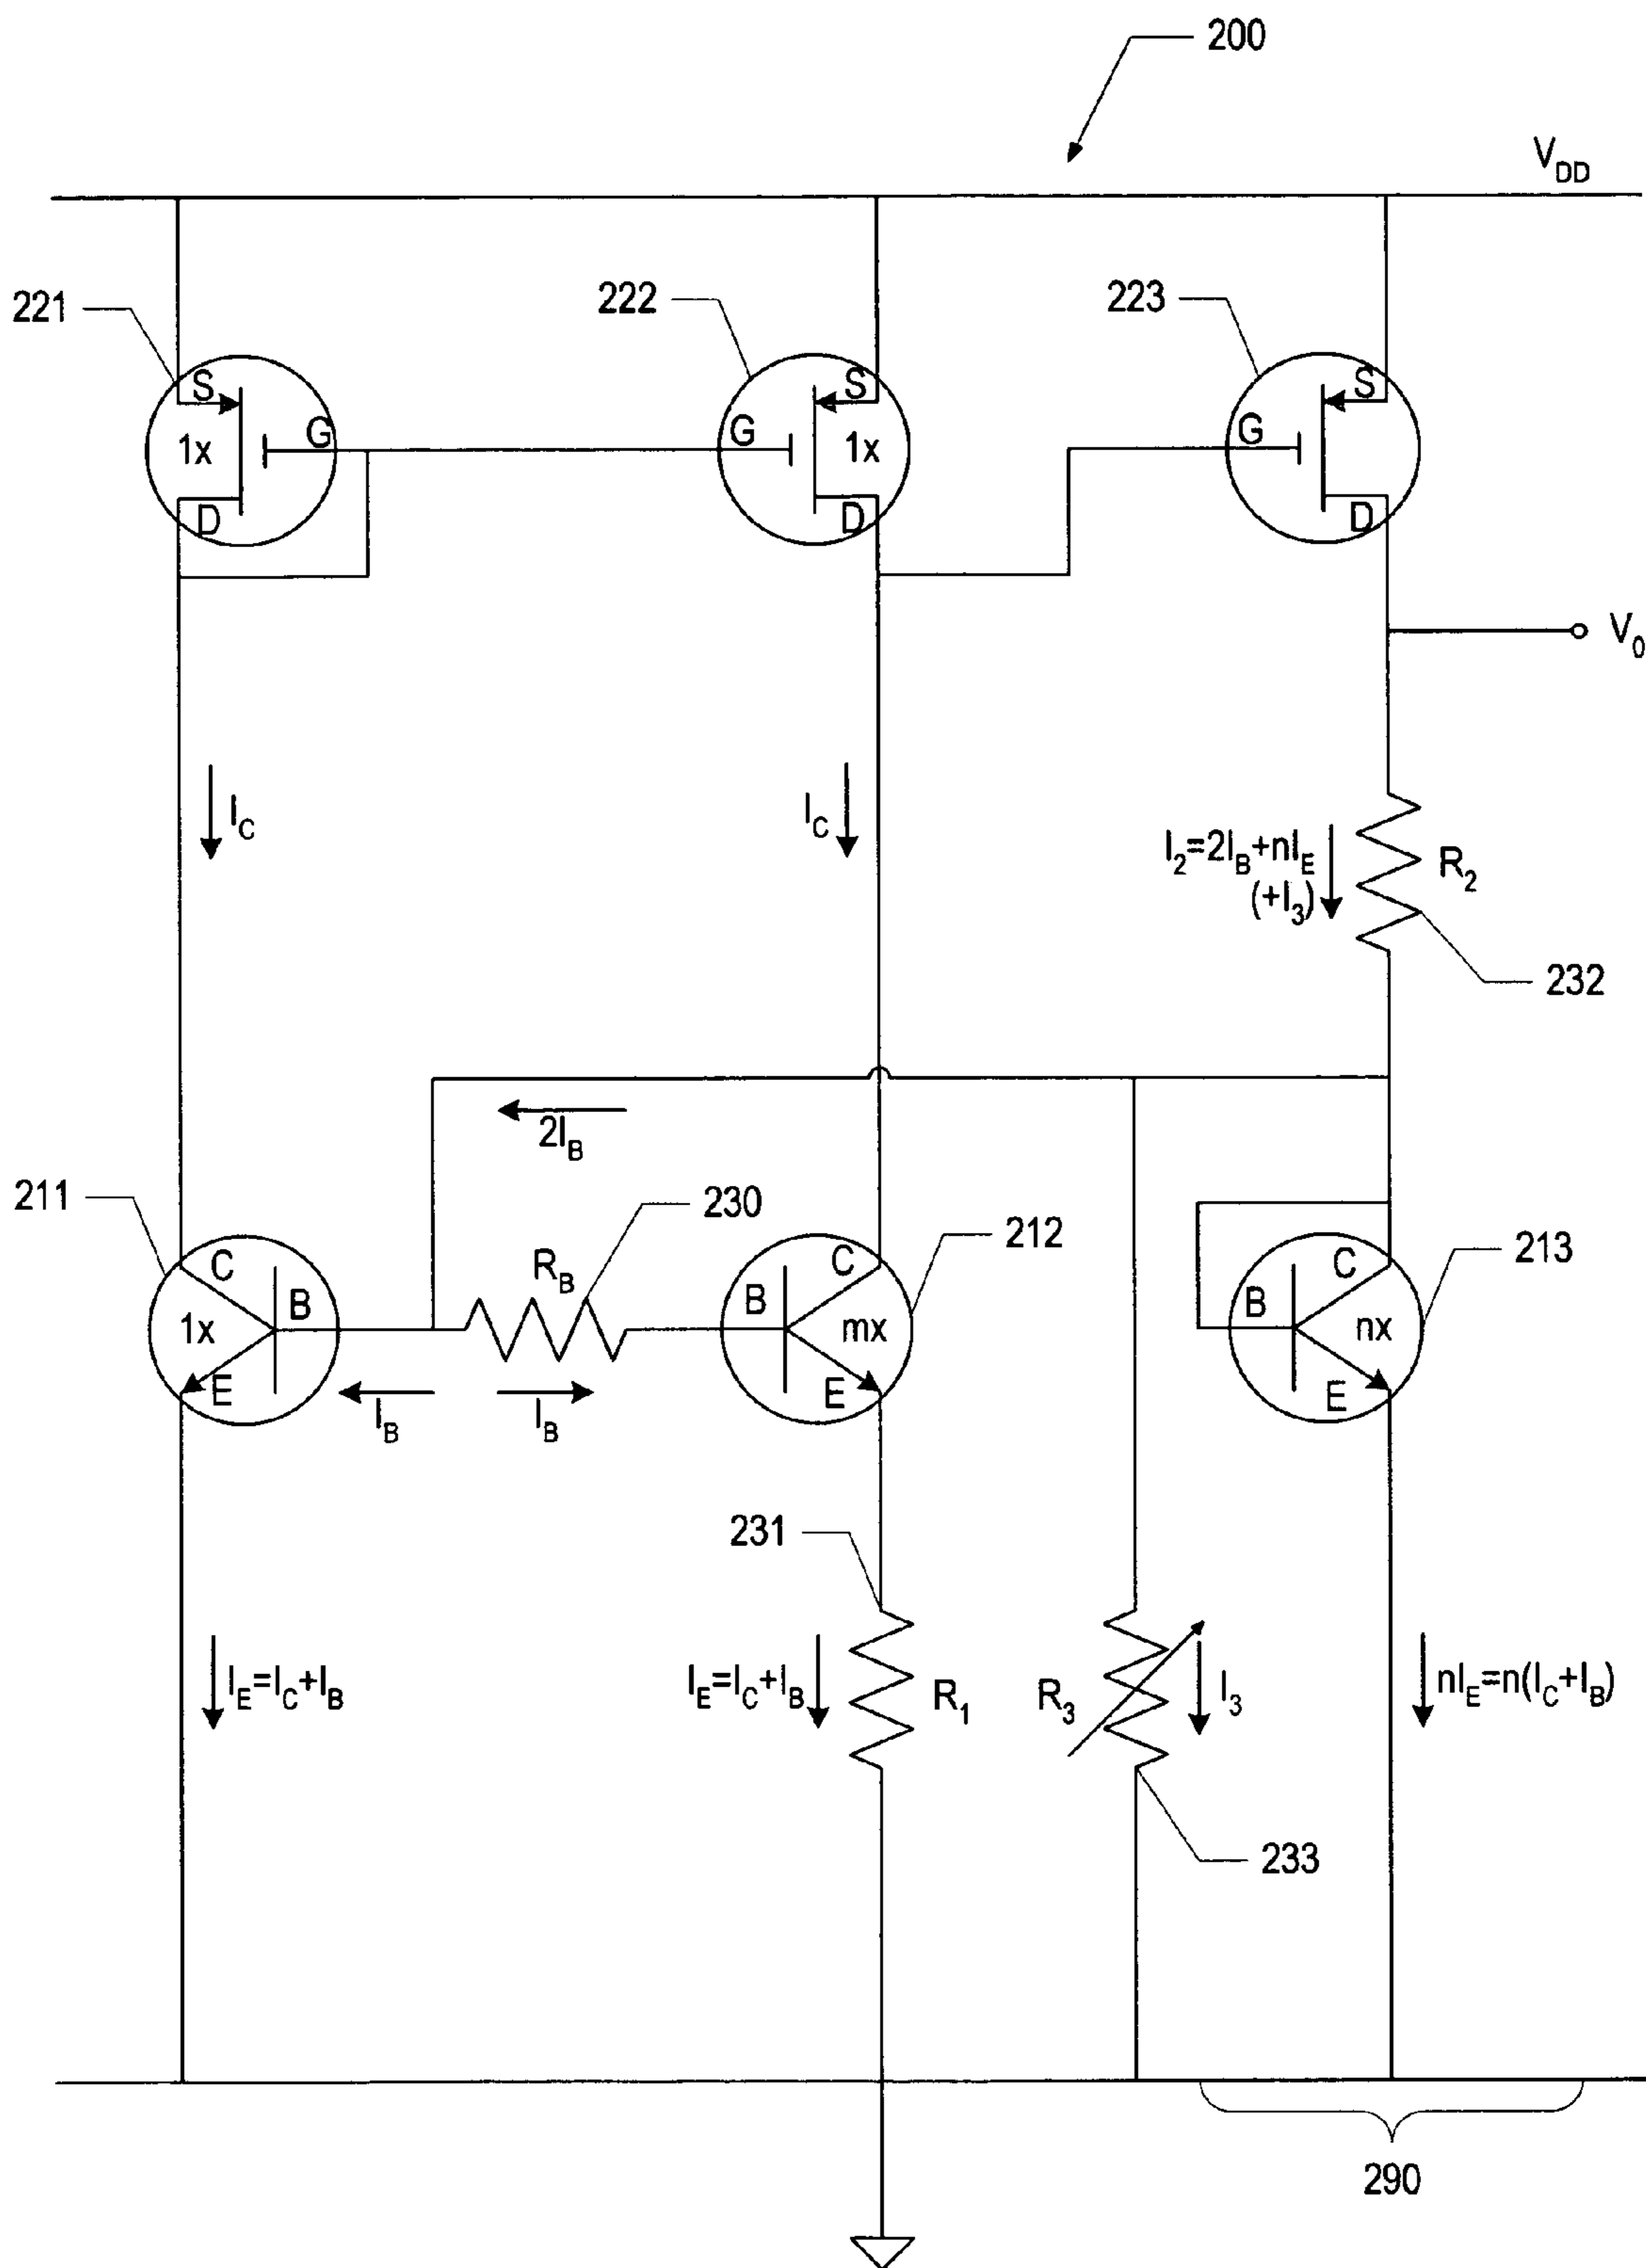 200
V_DD
221
222
223
S
S
S
1x
G
G
1x
G
D
D
D
V_0
I_C
I_C
I_2=2I_B+nI_E
(+I_3)
R_2
232
2I_B
211
230
212
213
C
R_B
C
C
1x
B
B
mx
B
nx
E
E
E
I_B
I_B
231
I_E=I_C+I_B
I_E=I_C+I_B
R_1
R_3
I_3
nI_E=n(I_C+I_B)
233
290